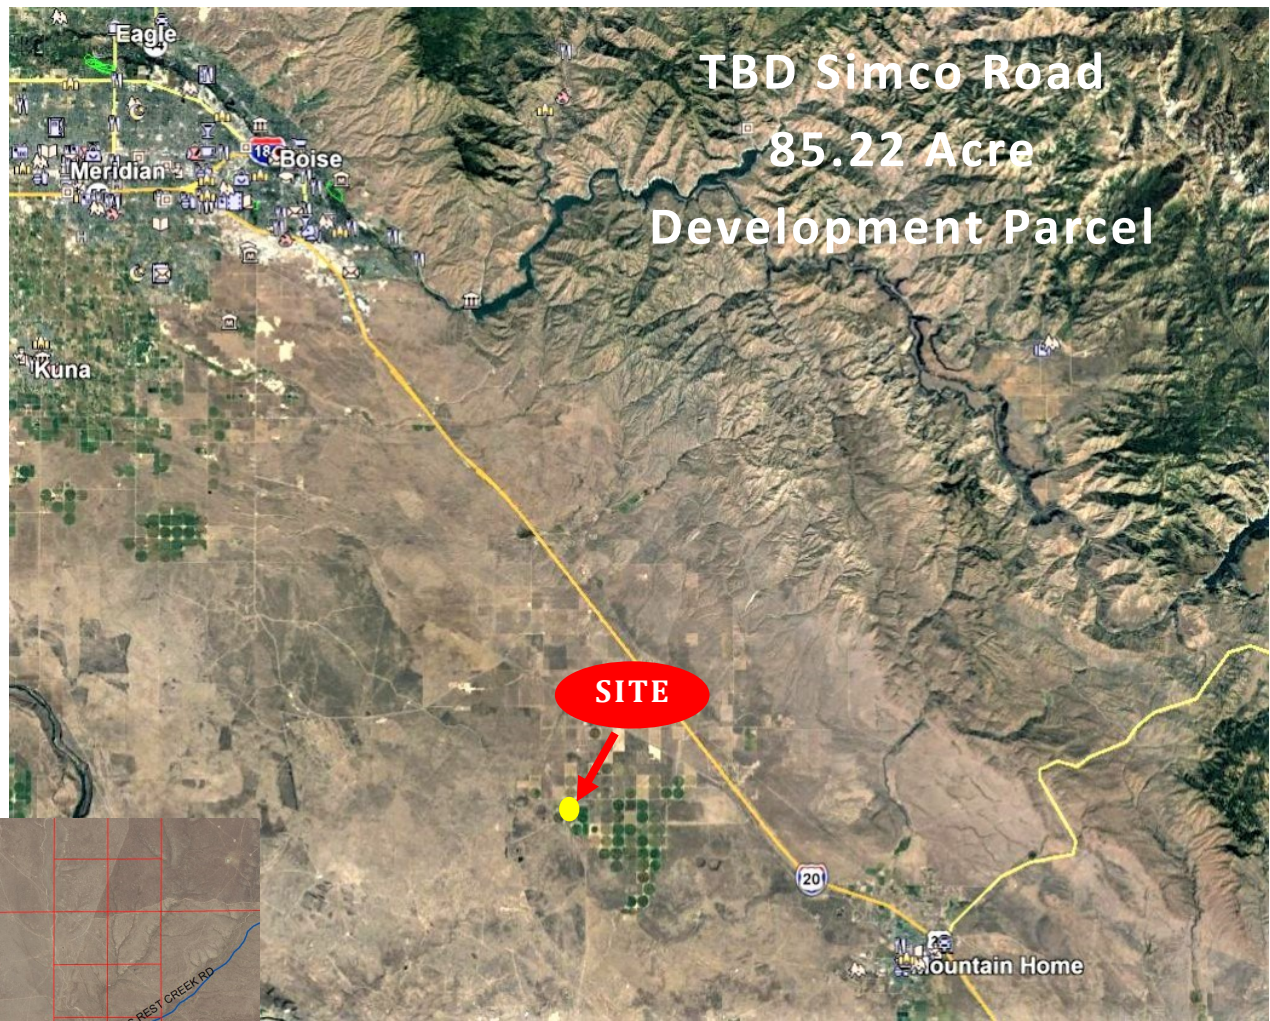 Eagle
TBD Simco Road
85.22 Acre
Development Parcel
18
Boise
Meridian
Kuna
SITE
20
Mountain Home
REST CREEK RD